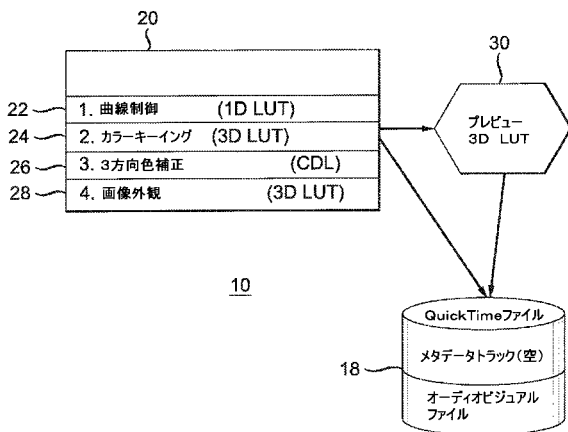 20
22
1. 曲線制御 (1D LUT)
24
2. カラーキーイング (3D LUT)
26
3. 3方向色補正 (CDL)
28
4. 画像外観 (3D LUT)
30
プレビュー
3D LUT
10
QuickTimeファイル
メタデータトラック(空)
18
オーディオビジュアル
ファイル